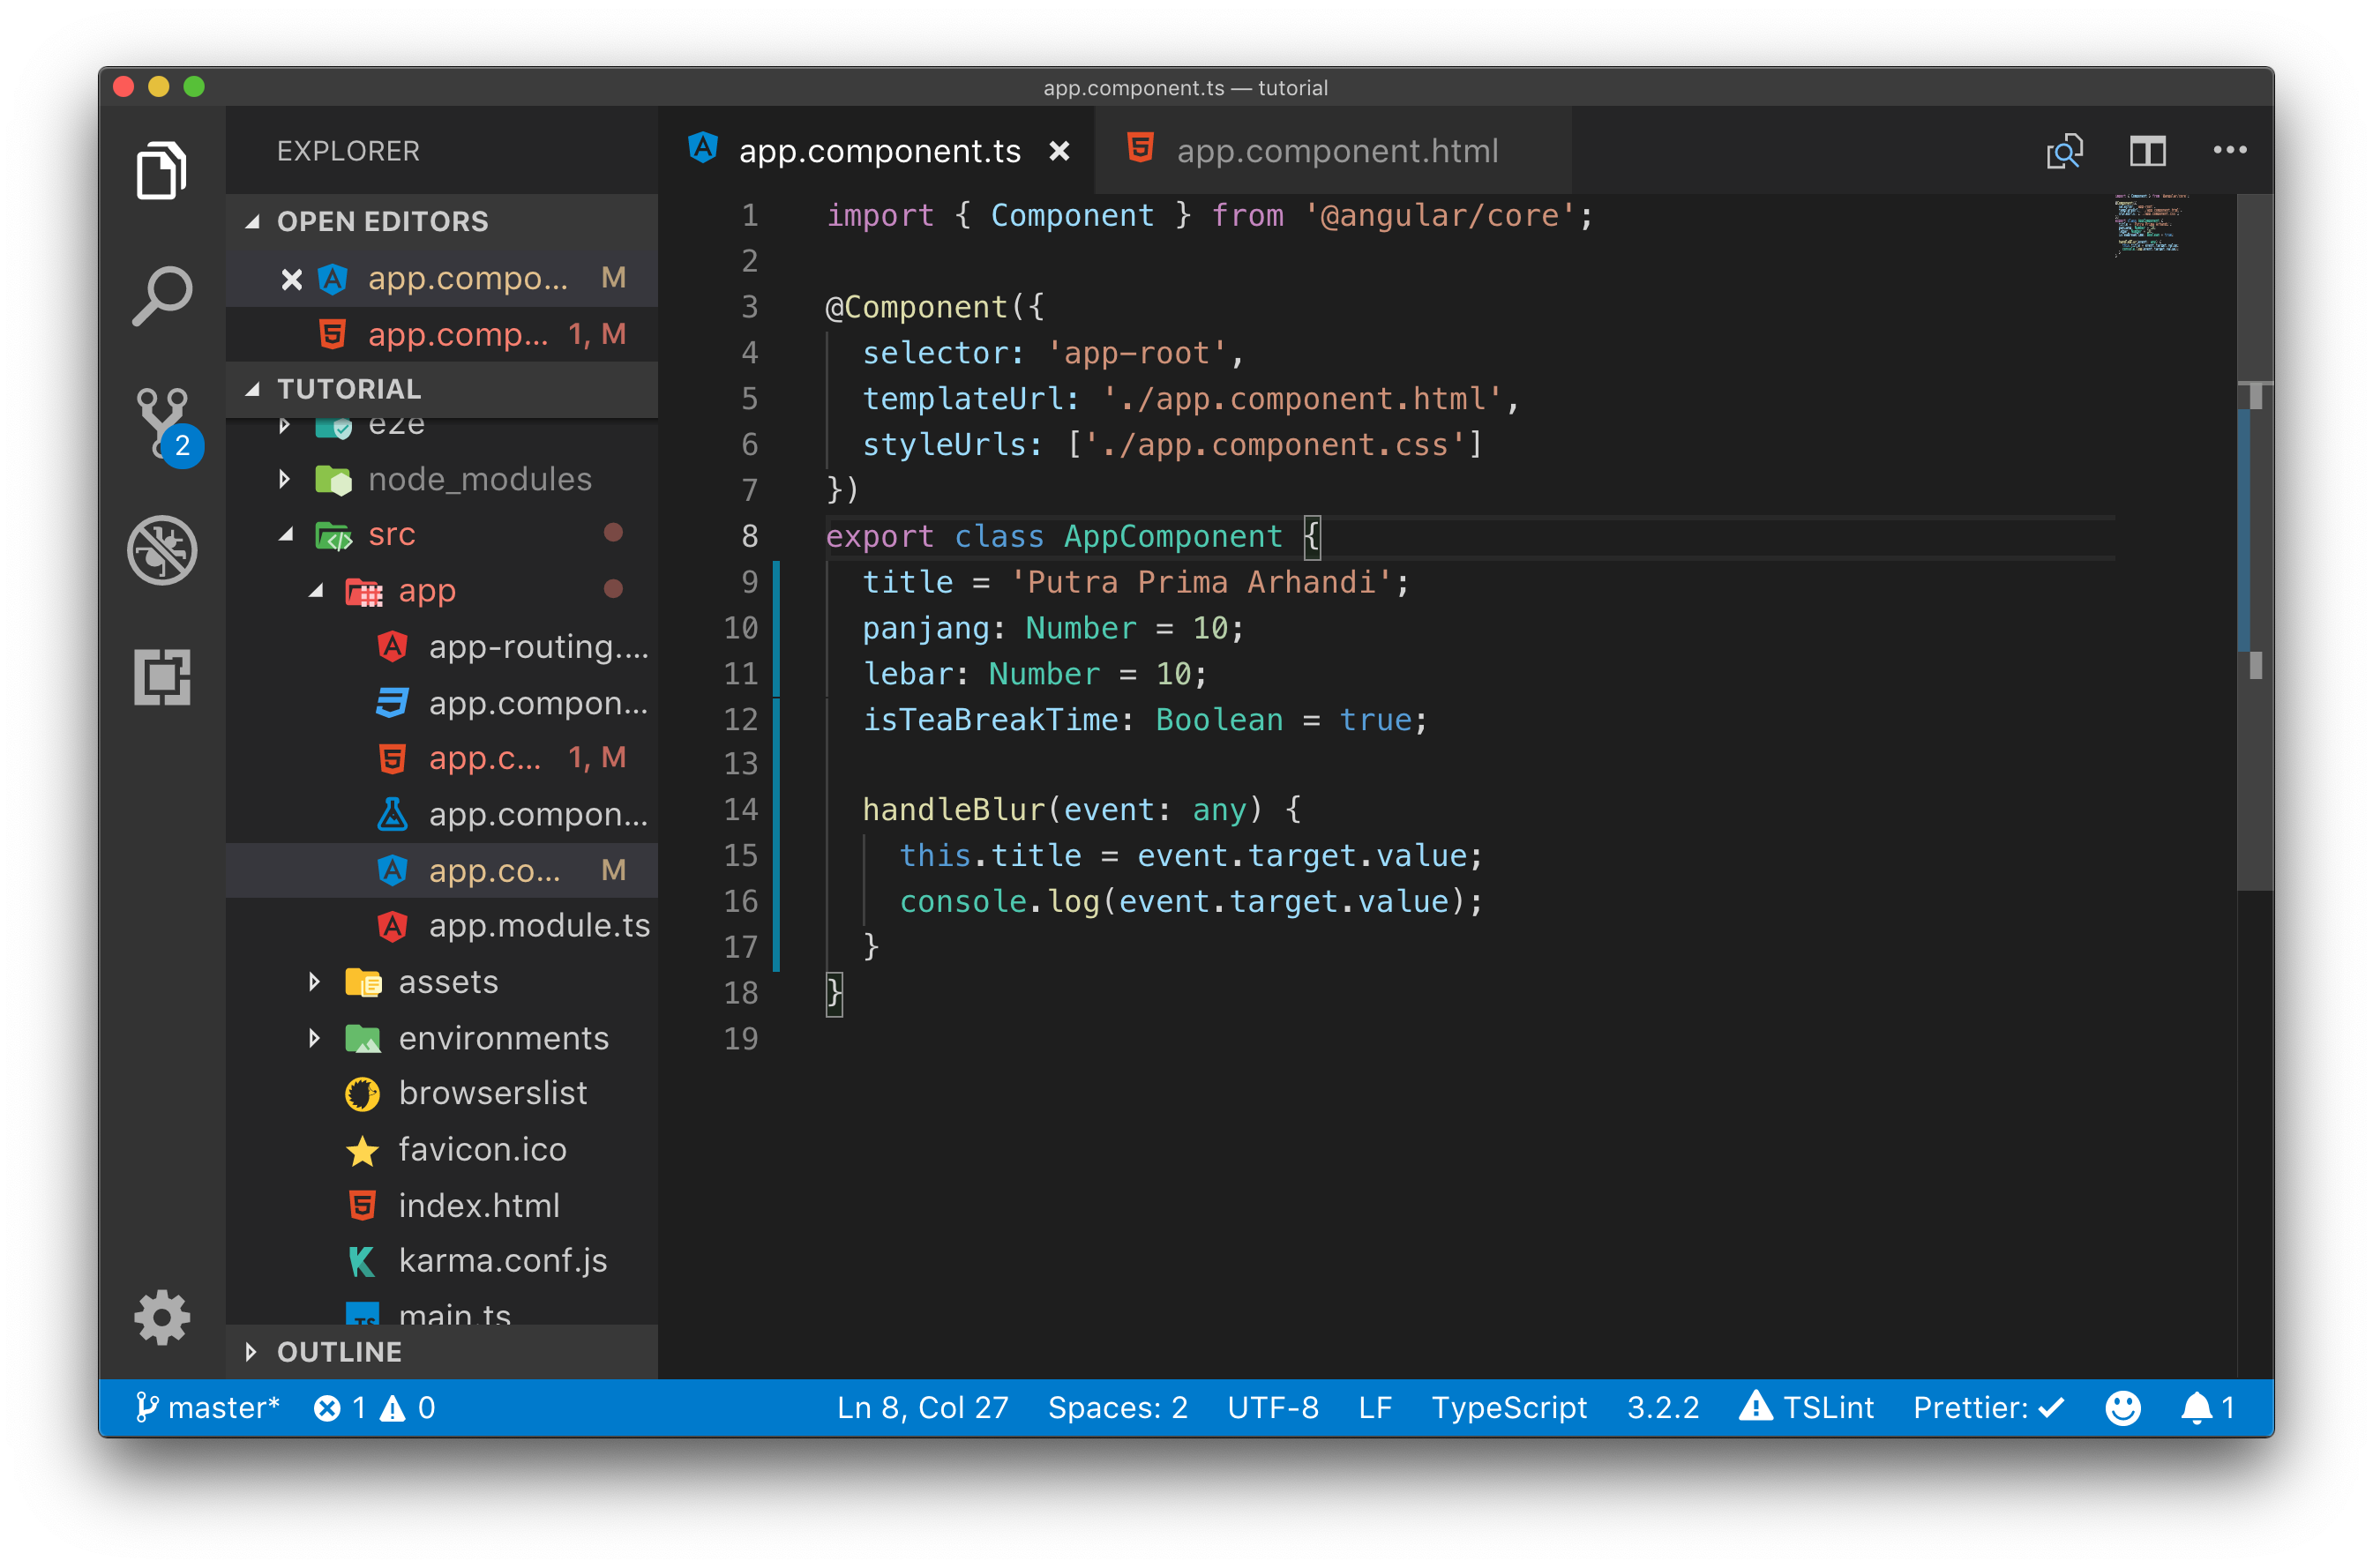 app.component.ts — tutorial
EXPLORER
OPEN EDITORS
app.compo... M
app.comp... 1, M
TUTORIAL
e2e
node_modules
src
app
app-routing....
app.compon...
app.c... 1, M
app.compon...
app.co... M
app.module.ts
assets
environments
browserslist
favicon.ico
index.html
karma.conf.js
TS main.ts
OUTLINE
2
app.component.ts
app.component.html
1 import { Component } from '@angular/core';
2
3 @Component({
4   selector: 'app-root',
5   templateUrl: './app.component.html',
6   styleUrls: ['./app.component.css']
7 })
8 export class AppComponent {
9   title = 'Putra Prima Arhandi';
10   panjang: Number = 10;
11   lebar: Number = 10;
12   isTeaBreakTime: Boolean = true;
13
14   handleBlur(event: any) {
15     this.title = event.target.value;
16     console.log(event.target.value);
17   }
18 }
19
master* 1 0 Ln 8, Col 27 Spaces: 2 UTF-8 LF TypeScript 3.2.2 TSLint Prettier: ✓ 1